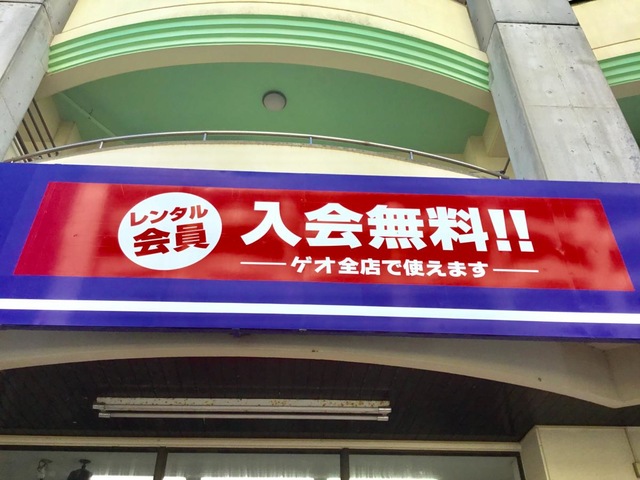 レンタル
会員
入会無料!!
ゲオ全店で使えます